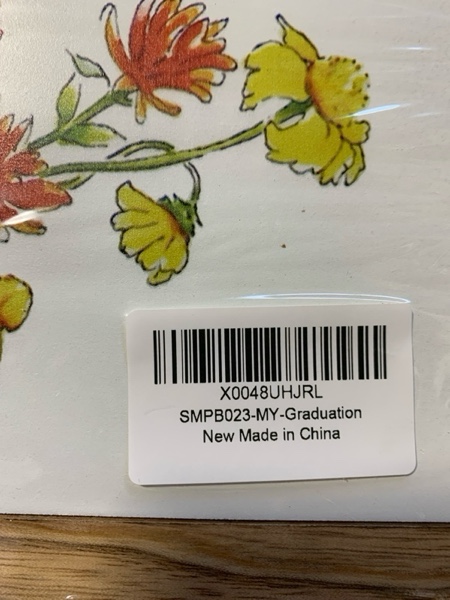 X0048UHJRL
SMPB023-MY-Graduation
New Made in China